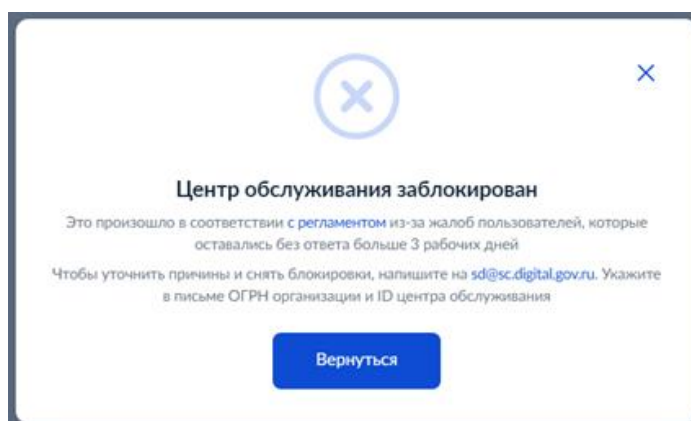 Центр обслуживания заблокирован
Это произошло в соответствии с регламентом из-за жалоб пользователей, которые
оставались без ответа больше 3 рабочих дней
Чтобы уточнить причины и снять блокировки, напишите на sd@sc.digital.gov.ru. Укажите
в письме ОГРН организации и ID центра обслуживания
Вернуться